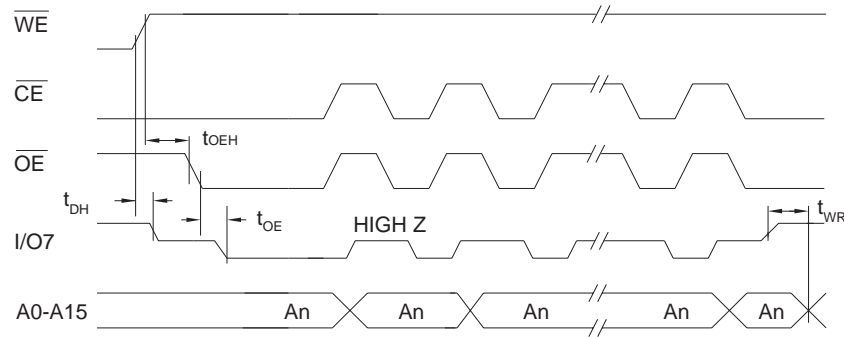 WE
CE
tOEH
OE
tDH
tOE
HIGH Z
tWR
I/O7
A0-A15 An An An An An